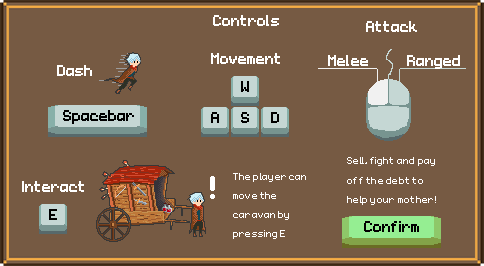 Controls
Attack
Movement
Melee
Ranged
Dash
W
Spacebar
A S D
Interact
E
!
The player can
move the
caravan by
pressing E
Sell, fight and pay
off the debt to
help your mother!
Confirm